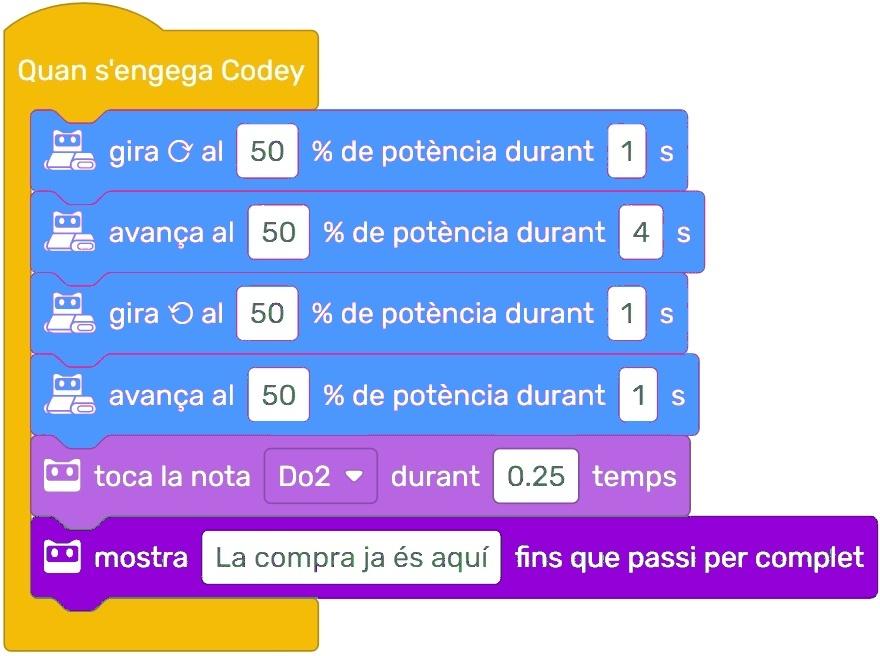 Quan s'engega Codey
gira ⟳ al 50 % de potència durant 1 s
avança al 50 % de potència durant 4 s
gira ⟲ al 50 % de potència durant 1 s
avança al 50 % de potència durant 1 s
toca la nota Do2 durant 0.25 temps
mostra La compra ja és aquí fins que passi per complet